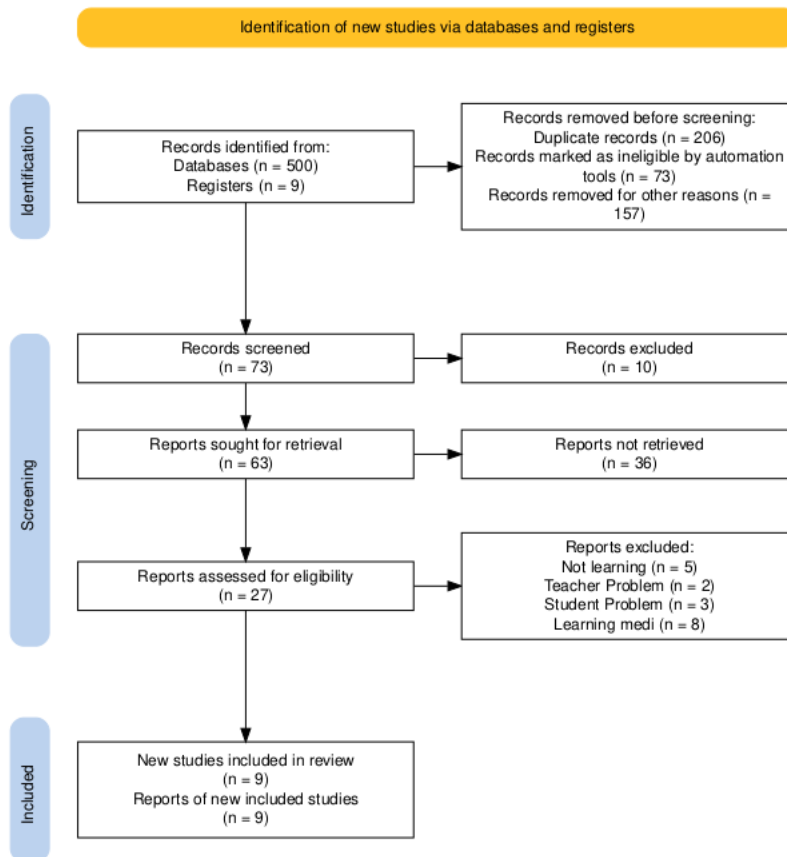 Identification of new studies via databases and registers
Identification
Records identified from:
Databases (n = 500)
Registers (n = 9)
Records removed before screening:
Duplicate records (n = 206)
Records marked as ineligible by automation
tools (n = 73)
Records removed for other reasons (n =
157)
Screening
Records screened
(n = 73)
Records excluded
(n = 10)
Reports sought for retrieval
(n = 63)
Reports not retrieved
(n = 36)
Reports assessed for eligibility
(n = 27)
Reports excluded:
Not learning (n = 5)
Teacher Problem (n = 2)
Student Problem (n = 3)
Learning medi (n = 8)
Included
New studies included in review
(n = 9)
Reports of new included studies
(n = 9)